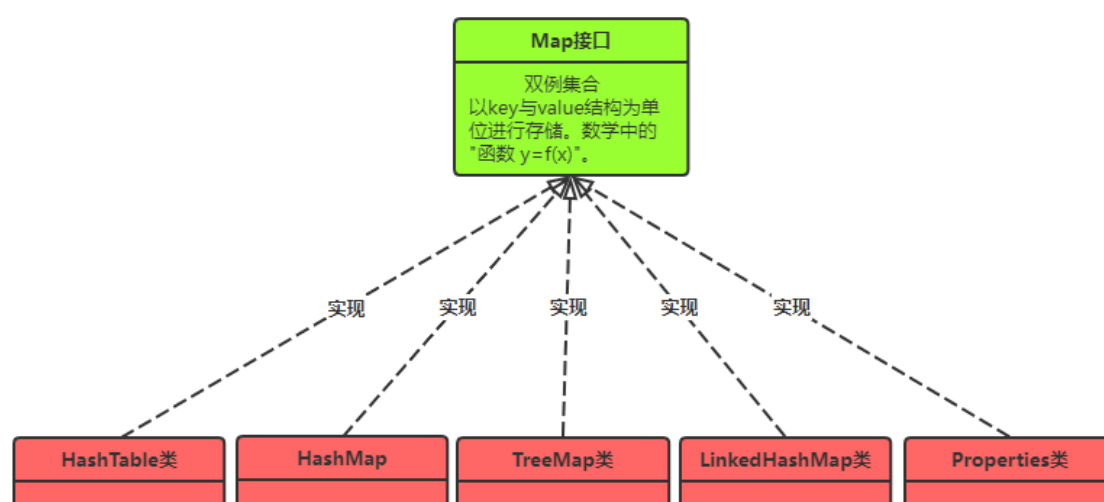 Map接口
双例集合
以key与value结构为单
位进行存储。数学中的
"函数 y=f(x)"。
实现 实现 实现 实现 实现
HashTable类 HashMap TreeMap类 LinkedHashMap类 Properties类